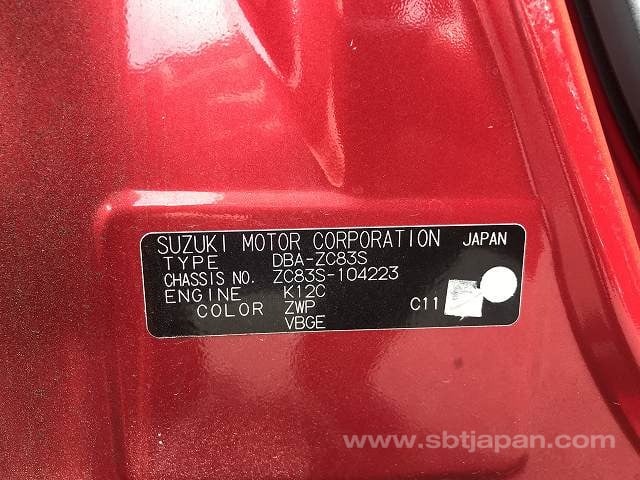 SUZUKI MOTOR CORPORATION JAPAN
TYPE DBA-ZC83S
CHASSIS NO. ZC83S-104223
ENGINE K12C
COLOR ZWP C11
VBGE
www.sbtjapan.com